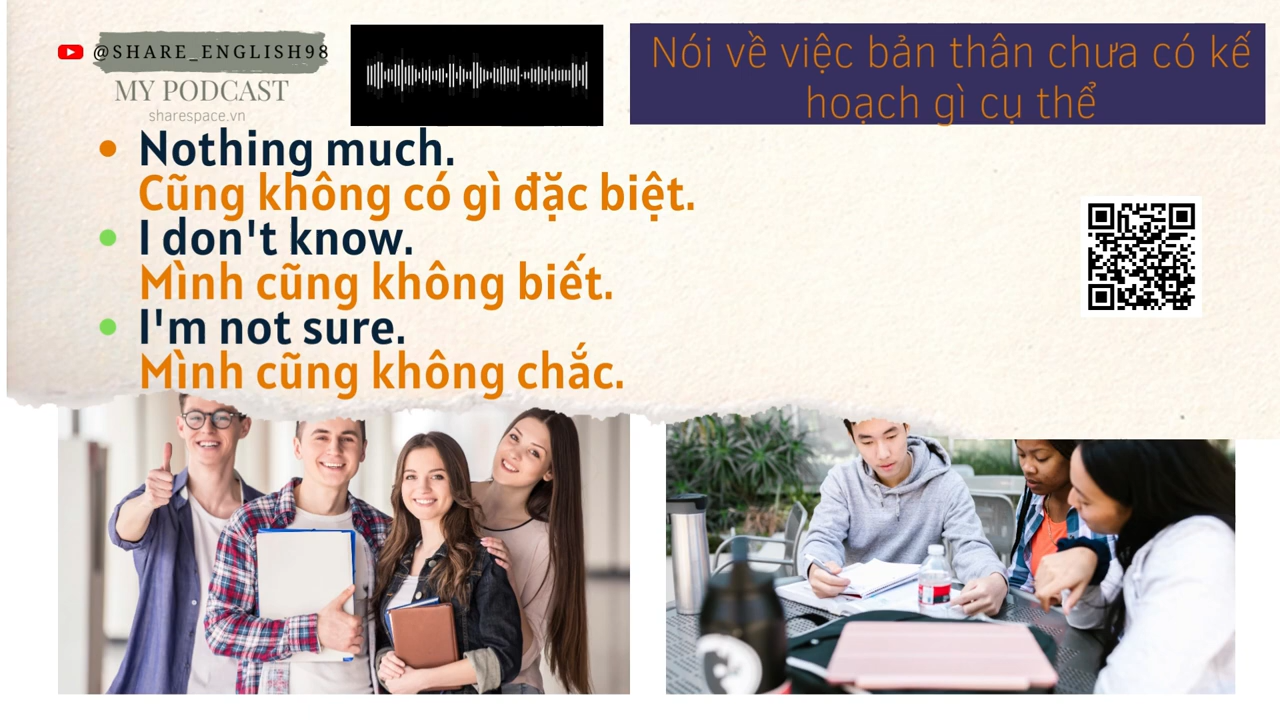 @SHARE_ENGLISH98
MY PODCAST
sharespace.vn
Nói về việc bản thân chưa có kế
hoạch gì cụ thể
Nothing much.
Cũng không có gì đặc biệt.
I don't know.
Mình cũng không biết.
I'm not sure.
Mình cũng không chắc.